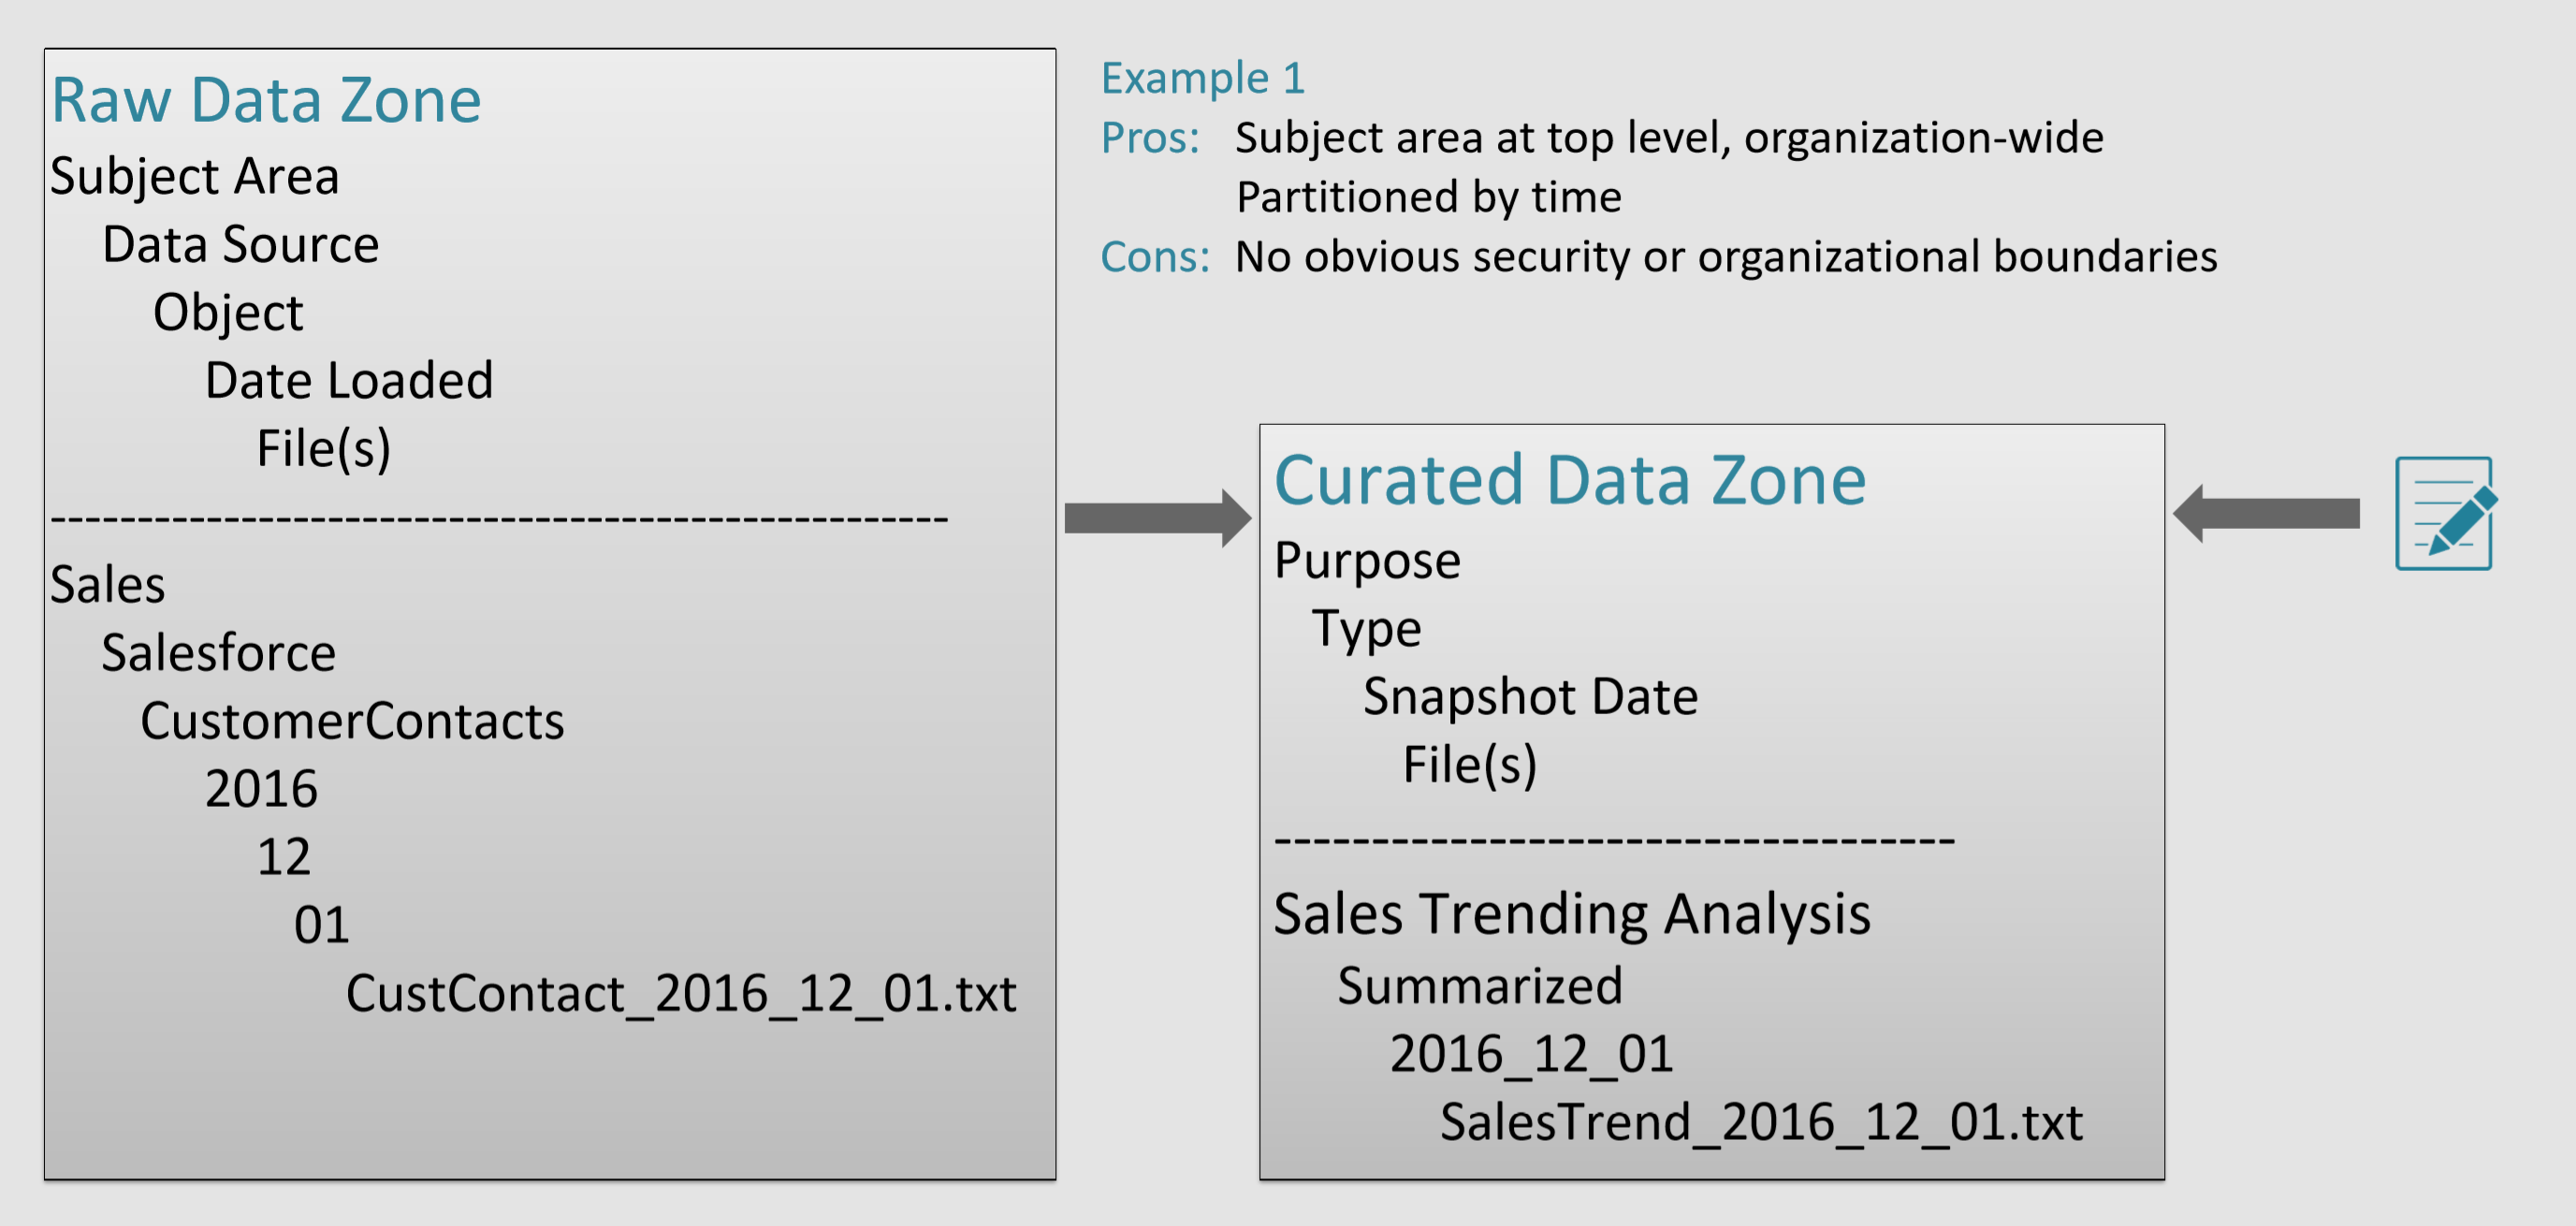 Raw Data Zone
Subject Area
Data Source
Object
Date Loaded
File(s)
----------------------------------------------------
Sales
Salesforce
CustomerContacts
2016
12
01
CustContact_2016_12_01.txt
Example 1
Pros: Subject area at top level, organization-wide
Partitioned by time
Cons: No obvious security or organizational boundaries
Curated Data Zone
Purpose
Type
Snapshot Date
File(s)
-----------------------------------
Sales Trending Analysis
Summarized
2016_12_01
SalesTrend_2016_12_01.txt